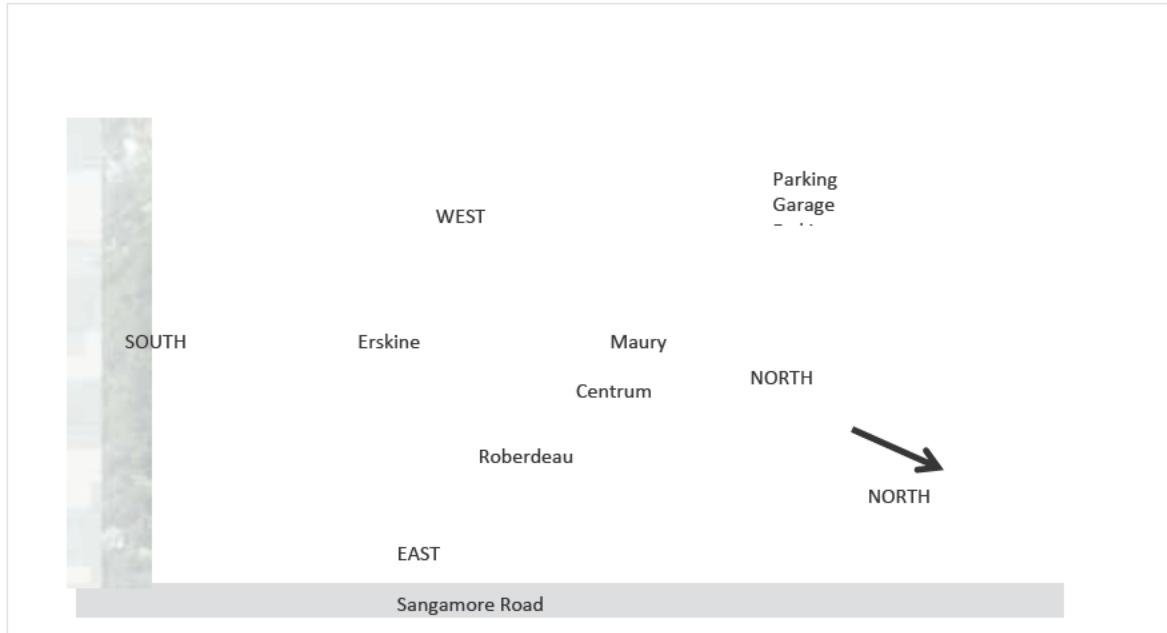 Parking
Garage
WEST
SOUTH
Erskine
Maury
NORTH
Centrum
Roberdeau
NORTH
EAST
Sangamore Road